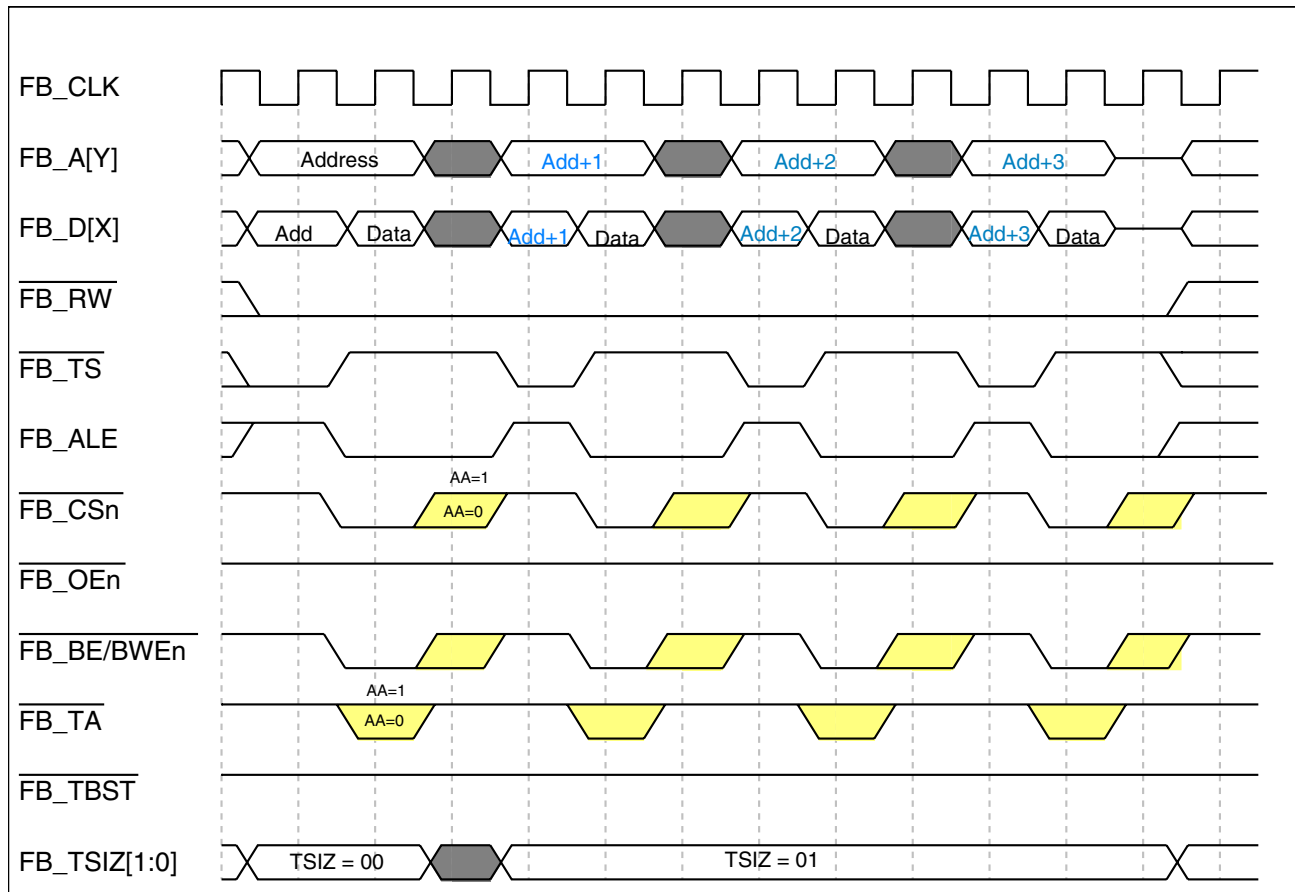 FB_CLK
FB_A[Y] Address Add+1 Add+2 Add+3
FB_D[X] Add Data Add+1 Data Add+2 Data Add+3 Data
FB_RW
FB_TS
FB_ALE
AA=1
FB_CSn AA=0
FB_OEn
FB_BE/BWEn
AA=1
FB_TA AA=0
FB_TBST
FB_TSIZ[1:0] TSIZ = 00 TSIZ = 01